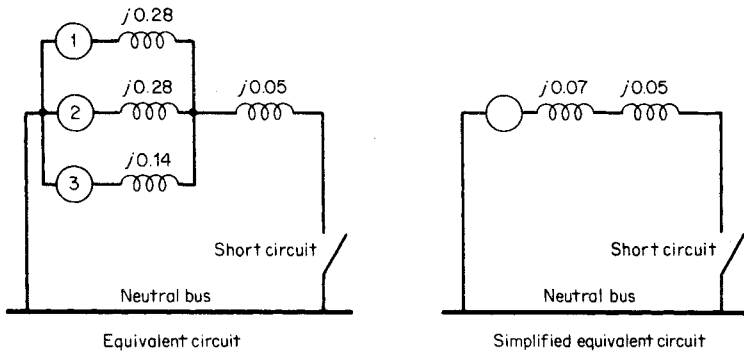 j0.28
1
j0.28
2
j0.05
j0.14
3
Short circuit
Neutral bus
Equivalent circuit
j0.07
j0.05
Short circuit
Neutral bus
Simplified equivalent circuit